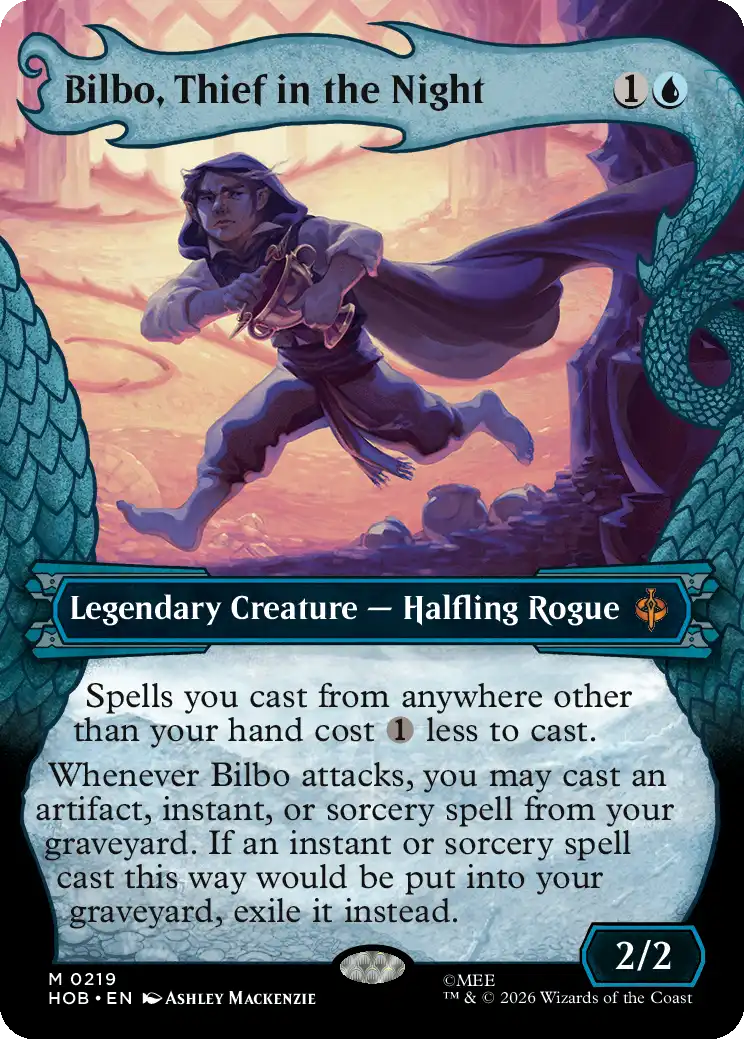 Bilbo, Thief in the Night 1
Legendary Creature — Halfling Rogue
Spells you cast from anywhere other
than your hand cost 1 less to cast.
Whenever Bilbo attacks, you may cast an
artifact, instant, or sorcery spell from your
graveyard. If an instant or sorcery spell
cast this way would be put into your
graveyard, exile it instead.
2/2
M 0219
HOB • EN Ashley Mackenzie
©MEE
™ & © 2026 Wizards of the Coast